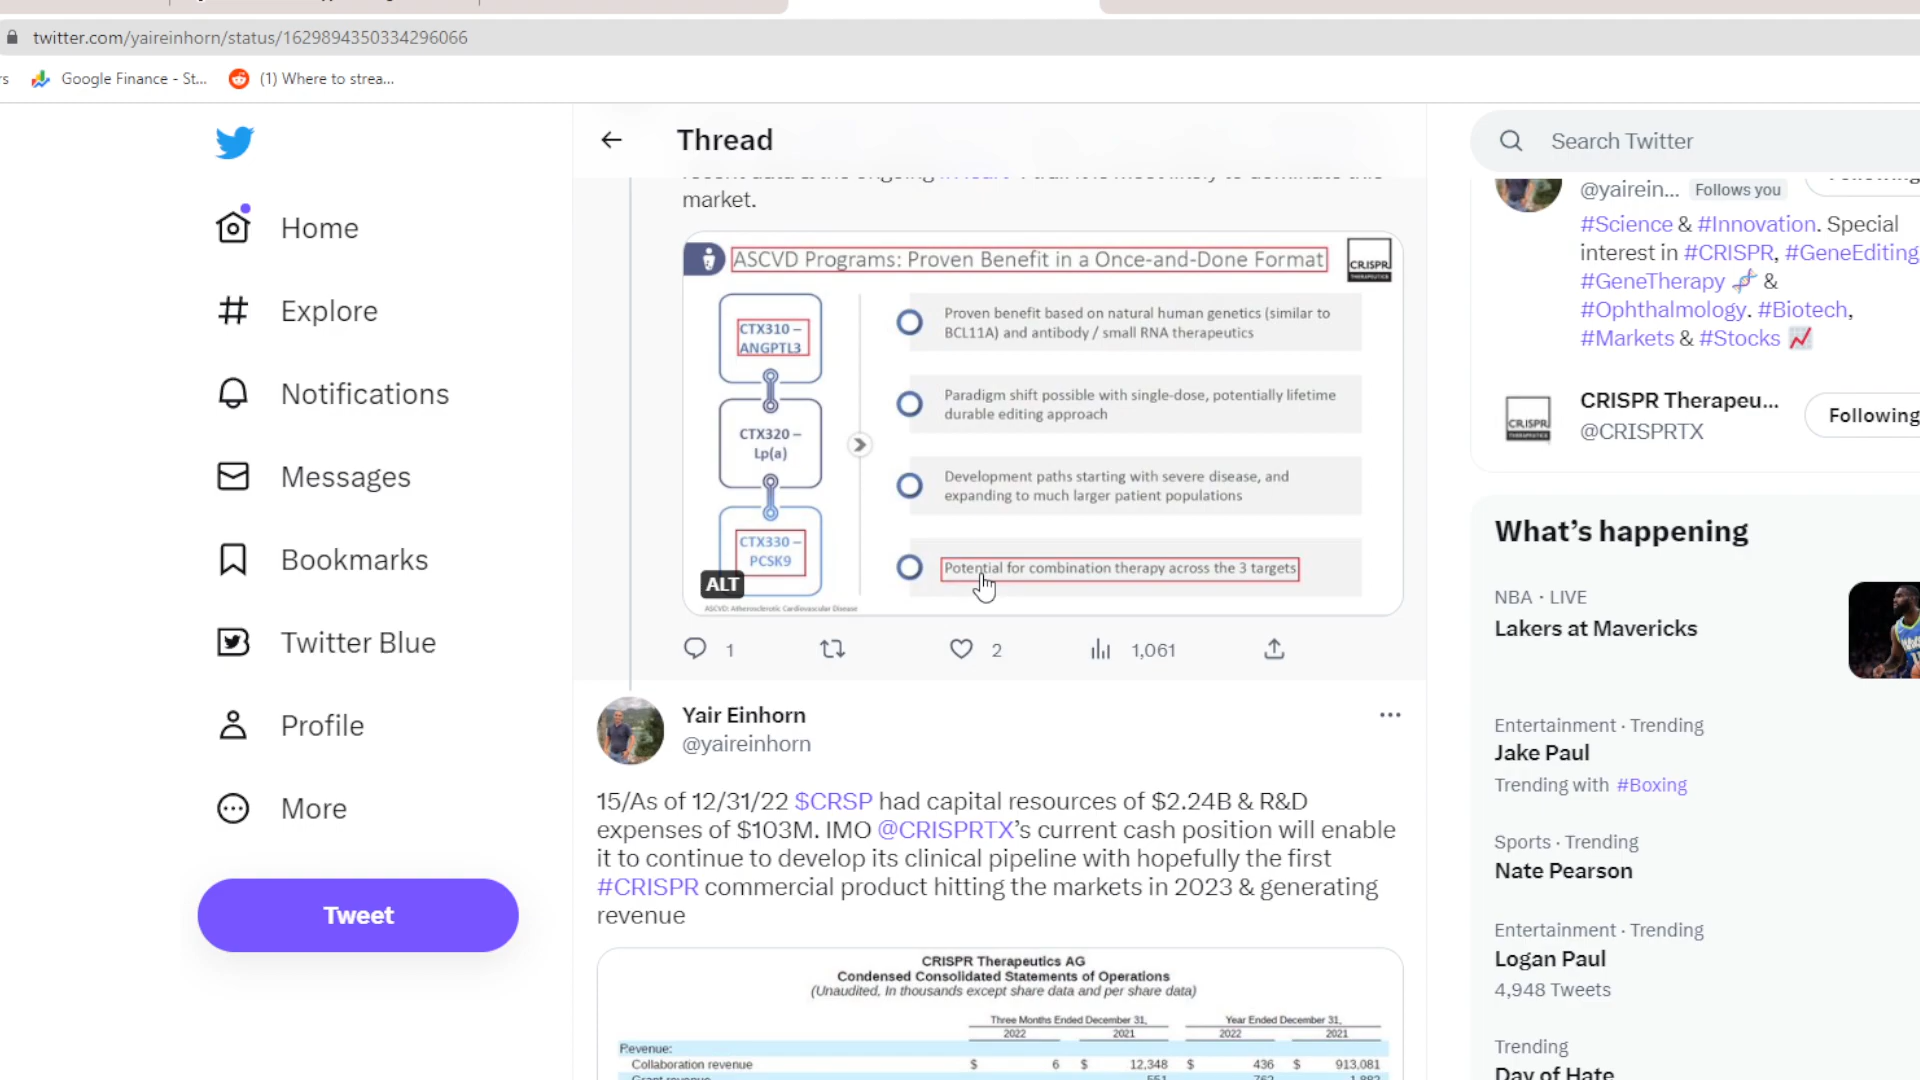 twitter.com/yaireinhorn/status/1629894350334296066
Google Finance - St...
(1) Where to strea...
Home
Explore
Notifications
Messages
Bookmarks
Twitter Blue
Profile
More
Tweet
Thread
market.
ASCVD Programs: Proven Benefit in a Once-and-Done Format
CRISPR
THERAPEUTICS
CTX310 –
ANGPTL3
CTX320 –
Lp(a)
CTX330 –
PCSK9
Proven benefit based on natural human genetics (similar to
BCL11A) and antibody / small RNA therapeutics
Paradigm shift possible with single-dose, potentially lifetime
durable editing approach
Development paths starting with severe disease, and
expanding to much larger patient populations
Potential for combination therapy across the 3 targets
ALT
ASCVD: Atherosclerotic Cardiovascular Disease
1
2
1,061
Yair Einhorn
@yaireinhorn
15/As of 12/31/22 $CRSP had capital resources of $2.24B & R&D
expenses of $103M. IMO @CRISPRTX’s current cash position will enable
it to continue to develop its clinical pipeline with hopefully the first
#CRISPR commercial product hitting the markets in 2023 & generating
revenue
CRISPR Therapeutics AG
Condensed Consolidated Statements of Operations
(Unaudited, In thousands except share data and per share data)
Three Months Ended December 31, Year Ended December 31,
2022 2021 2022 2021
Revenue:
Collaboration revenue $ 6 $ 12,348 $ 436 $ 913,081
Search Twitter
@yairein... Follows you
#Science & #Innovation. Special
interest in #CRISPR, #GeneEditing
#GeneTherapy &
#Ophthalmology. #Biotech,
#Markets & #Stocks
CRISPR Therapeu...
@CRISPRTX
Following
CRISPR
What’s happening
NBA · LIVE
Lakers at Mavericks
Entertainment · Trending
Jake Paul
Trending with #Boxing
Sports · Trending
Nate Pearson
Entertainment · Trending
Logan Paul
4,948 Tweets
Trending
Day of Hate